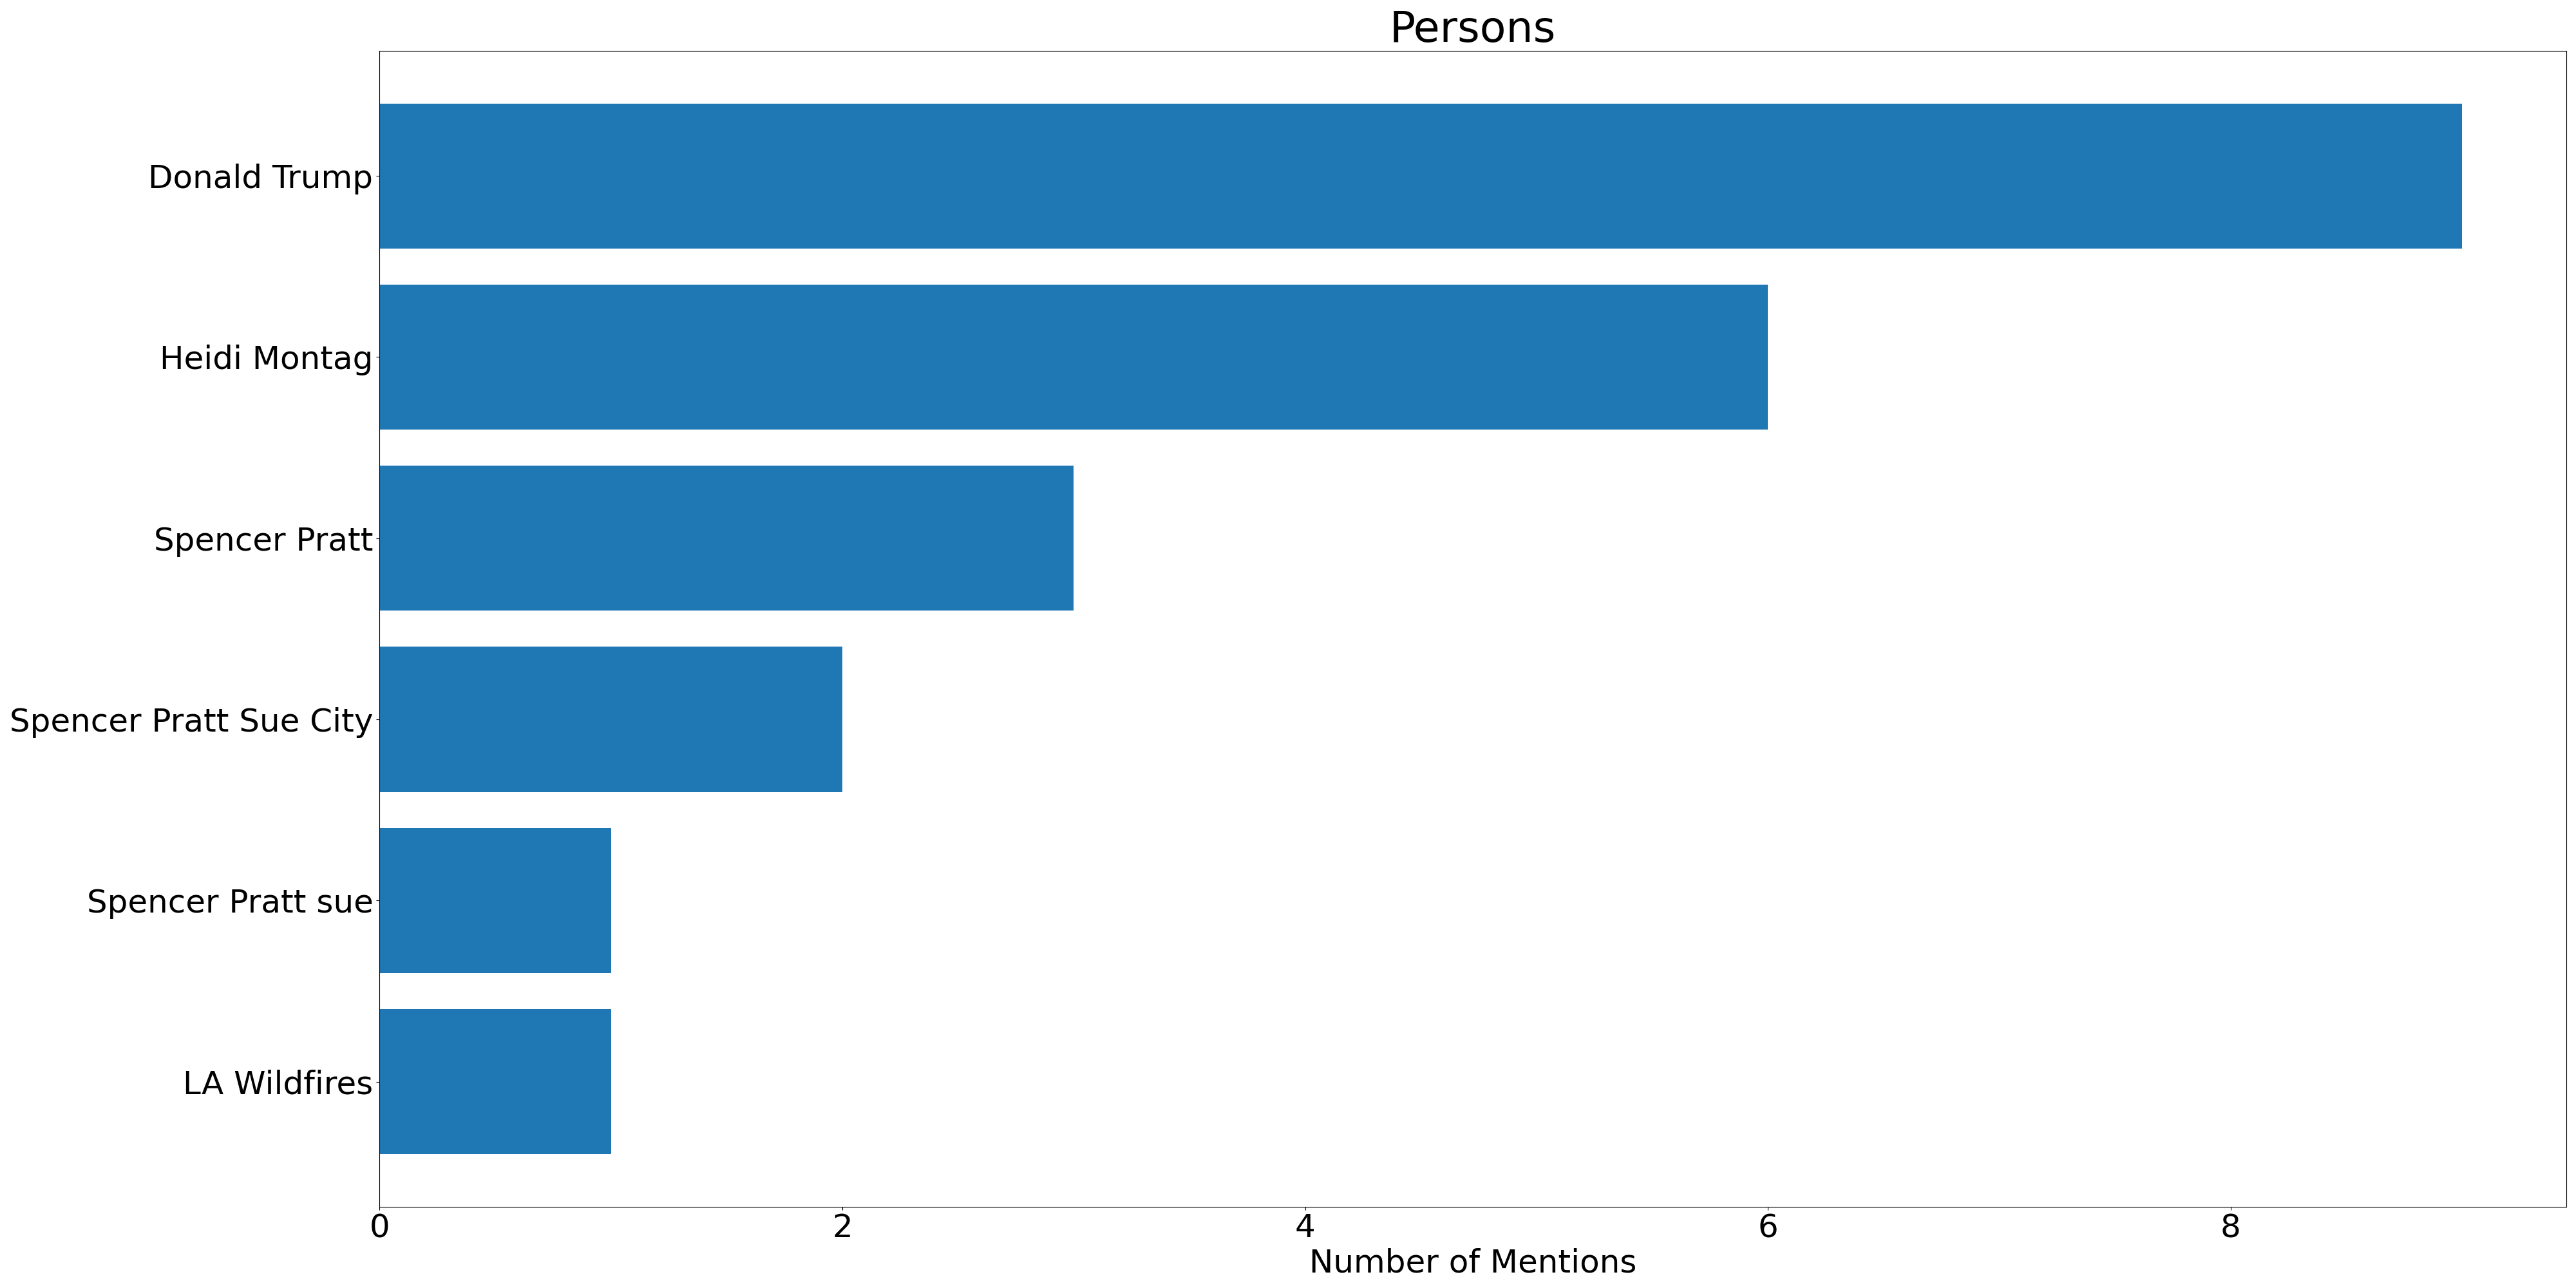 Persons
Donald Trump
Heidi Montag
Spencer Pratt
Spencer Pratt Sue City
Spencer Pratt sue
LA Wildfires
0 2 4 6 8
Number of Mentions